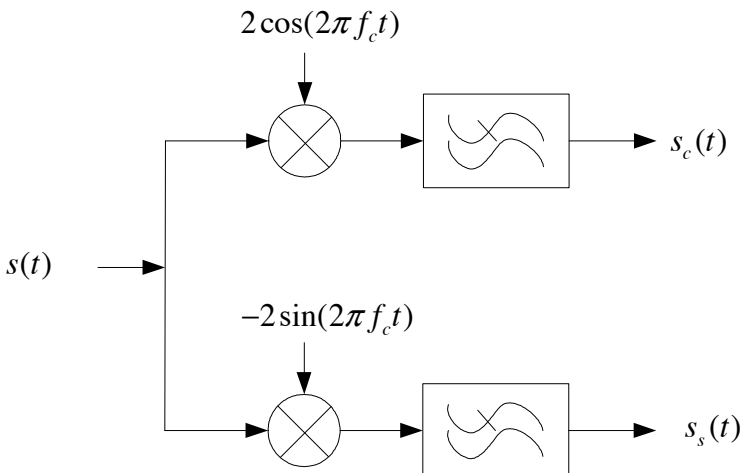 2cos(2πf_c t)
s_c(t)
s(t)
−2sin(2πf_c t)
s_s(t)